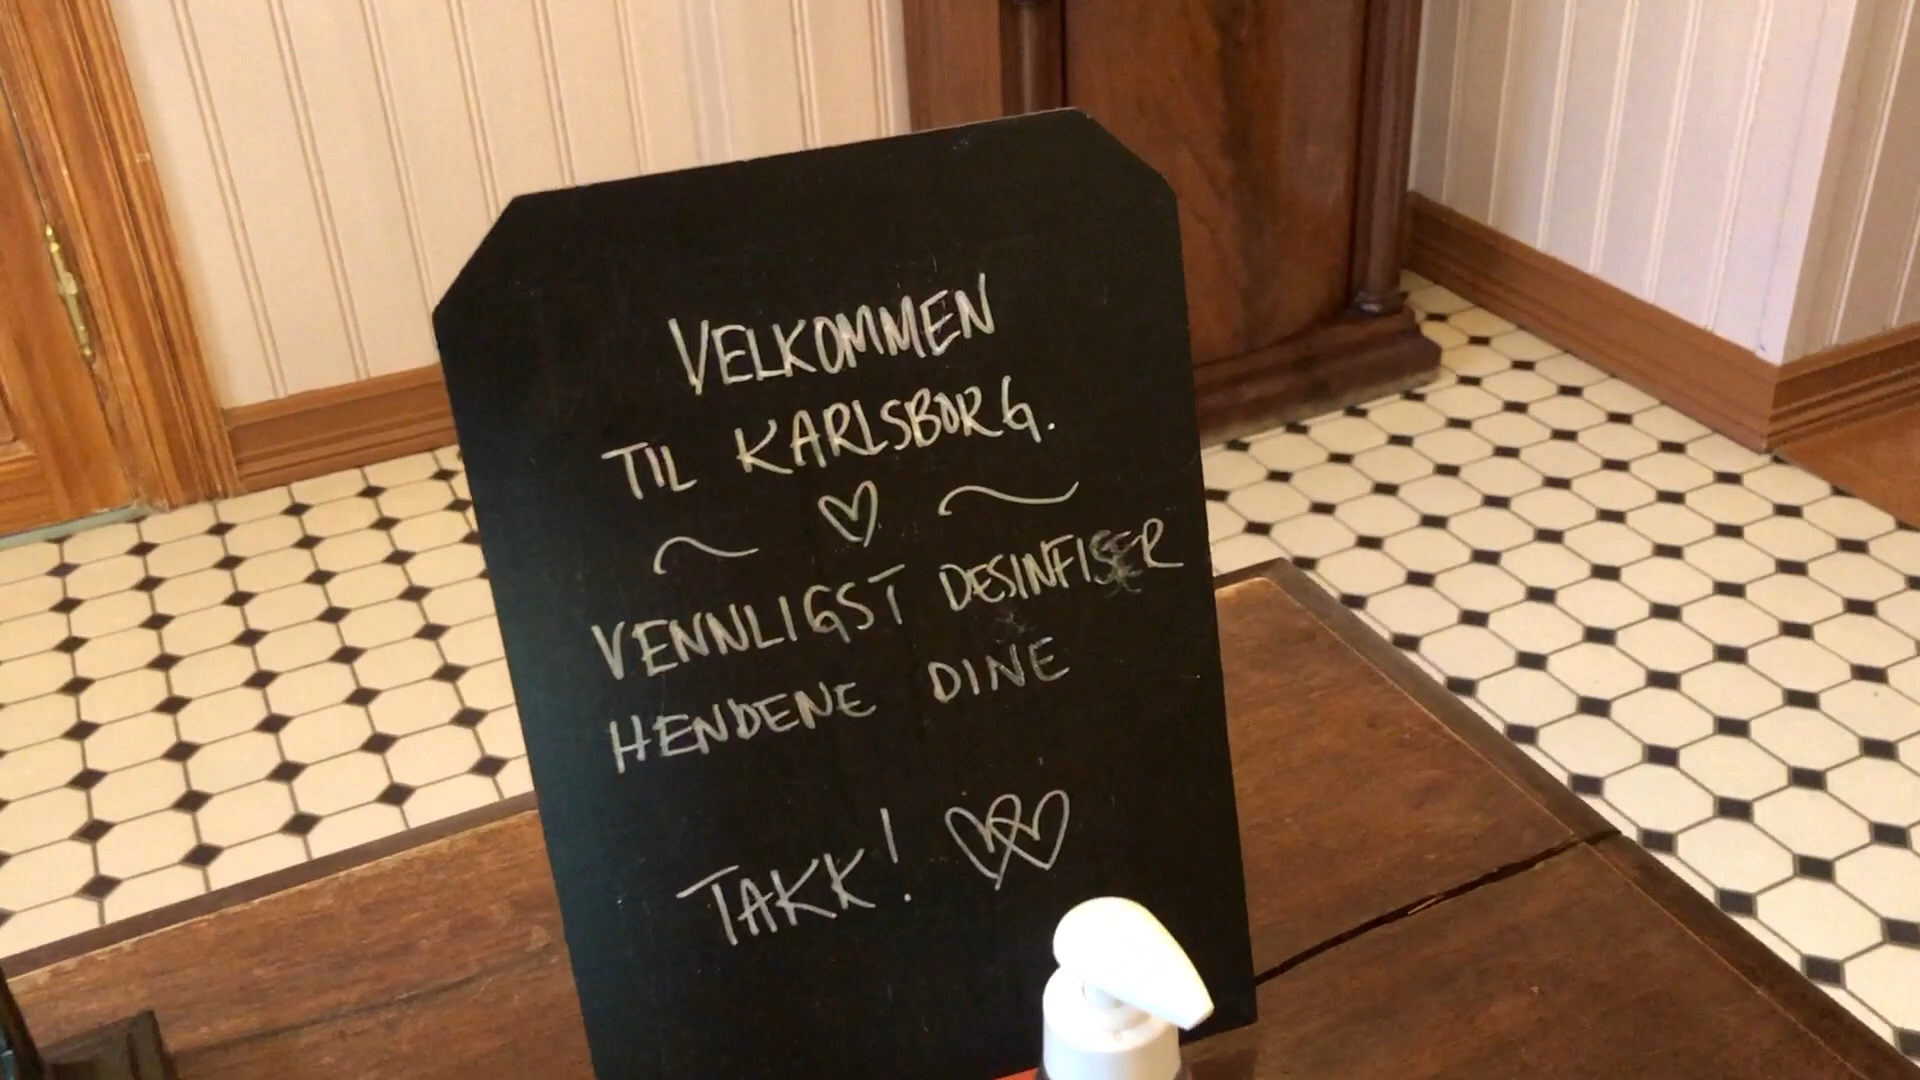 VELKOMMEN
TIL KARLSBORG.
VENNLIGST DESINFISER
HENDENE DINE
TAKK!